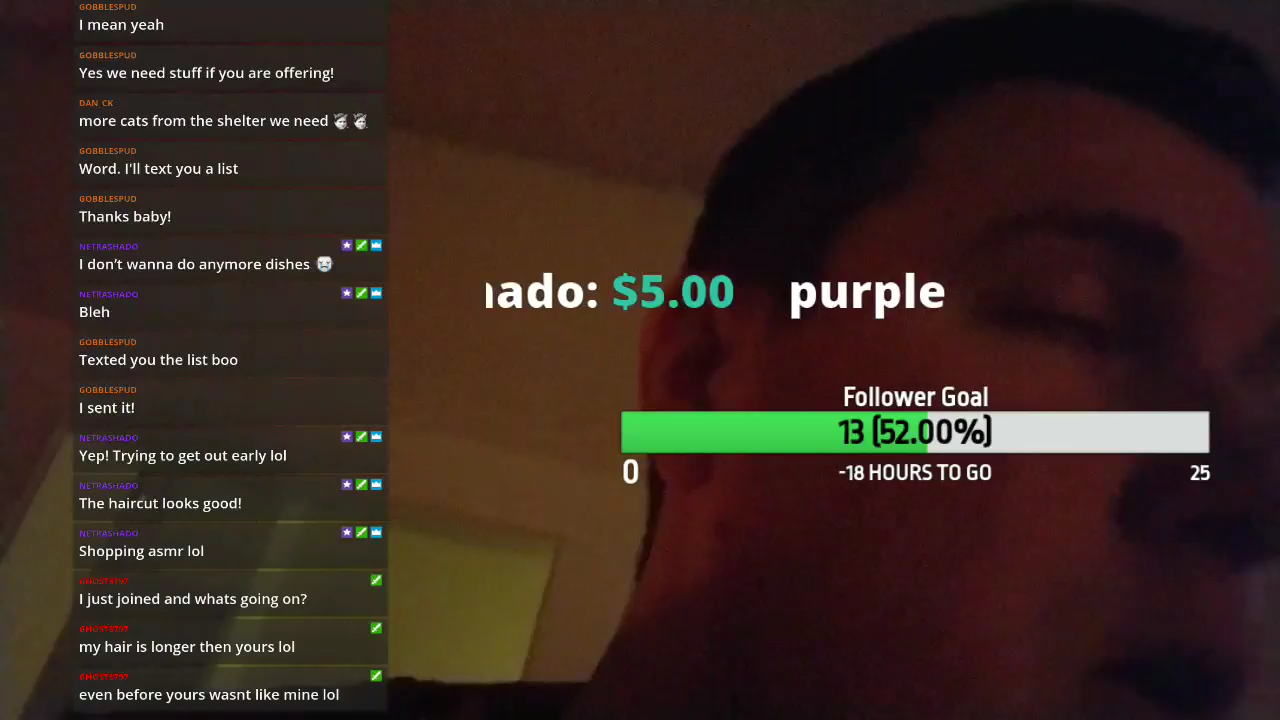 GOBBLESPUD
I mean yeah
GOBBLESPUD
Yes we need stuff if you are offering!
DAN_CK
more cats from the shelter we need
GOBBLESPUD
Word. I'll text you a list
GOBBLESPUD
Thanks baby!
NETRASHADO
I don't wanna do anymore dishes
NETRASHADO
Bleh
GOBBLESPUD
Texted you the list boo
GOBBLESPUD
I sent it!
NETRASHADO
Yep! Trying to get out early lol
NETRASHADO
The haircut looks good!
NETRASHADO
Shopping asmr lol
GHOST8797
I just joined and whats going on?
GHOST8797
my hair is longer then yours lol
GHOST8797
even before yours wasnt like mine lol
ado: $5.00 purple
Follower Goal
13 (52.00%)
0 -18 HOURS TO GO 25